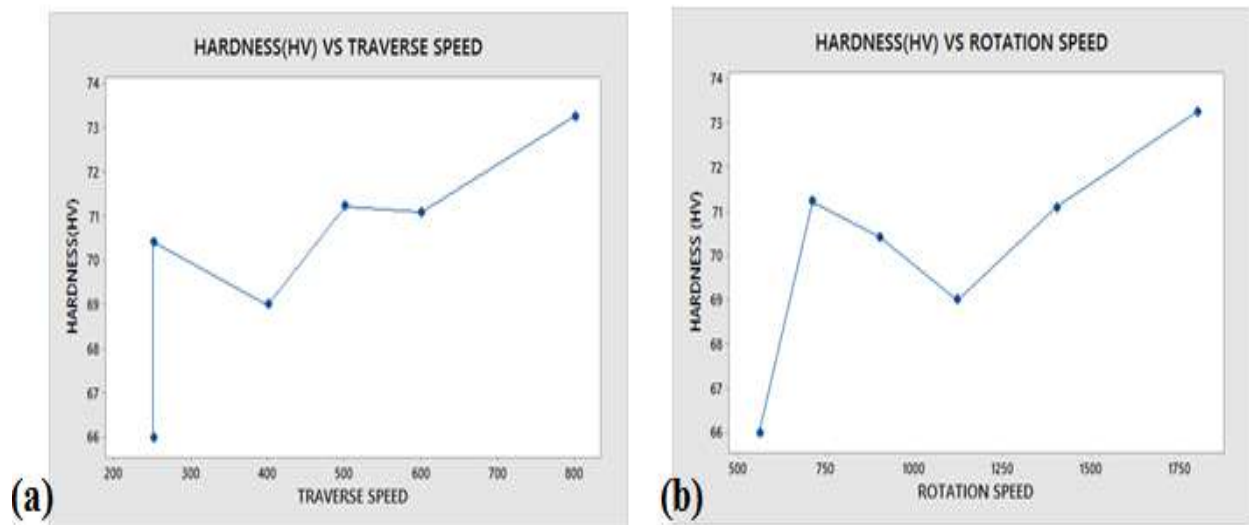 HARDNESS(HV) VS TRAVERSE SPEED
74
73
72
71
70
69
68
67
66
HARDNESS(HV)
200 300 400 500 600 700 800
TRAVERSE SPEED
(a)
HARDNESS(HV) VS ROTATION SPEED
74
73
72
71
70
69
68
67
66
HARDNESS (HV)
500 750 1000 1250 1500 1750
ROTATION SPEED
(b)